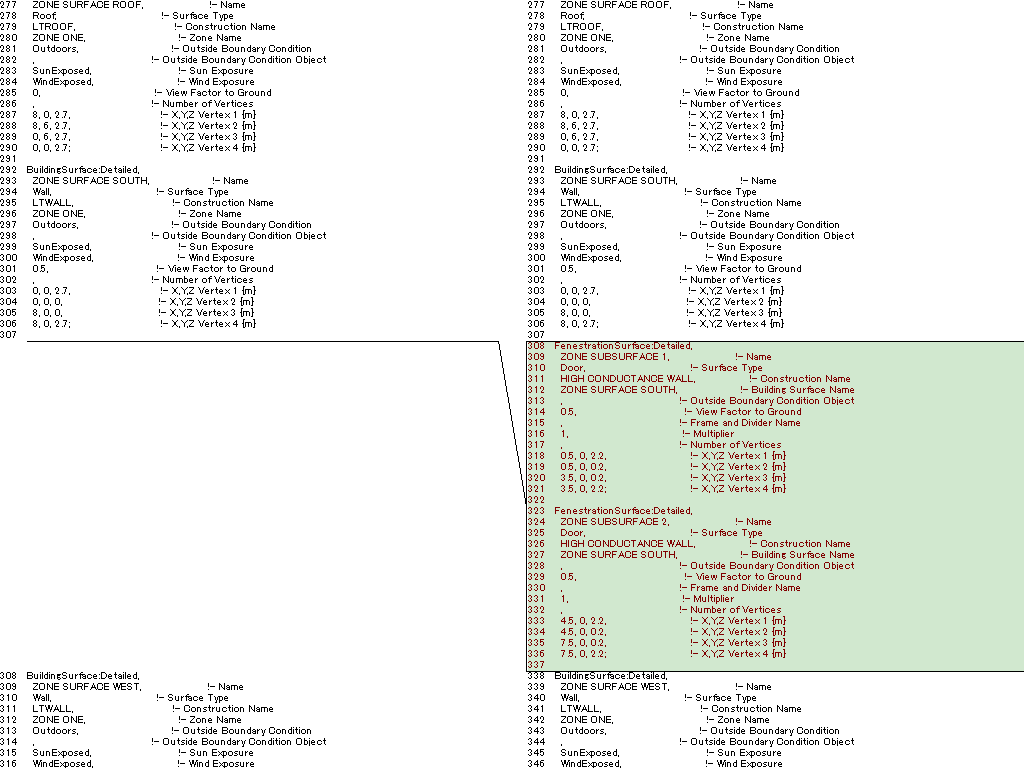 277 ZONE SURFACE ROOF, !- Name
278 Roof, !- Surface Type
279 LTROOF, !- Construction Name
280 ZONE ONE, !- Zone Name
281 Outdoors, !- Outside Boundary Condition
282 , !- Outside Boundary Condition Object
283 SunExposed, !- Sun Exposure
284 WindExposed, !- Wind Exposure
285 0, !- View Factor to Ground
286 , !- Number of Vertices
287 8, 0, 2.7, !- X,Y,Z Vertex 1 {m}
288 8, 6, 2.7, !- X,Y,Z Vertex 2 {m}
289 0, 6, 2.7, !- X,Y,Z Vertex 3 {m}
290 0, 0, 2.7; !- X,Y,Z Vertex 4 {m}
291
292 BuildingSurface:Detailed,
293 ZONE SURFACE SOUTH, !- Name
294 Wall, !- Surface Type
295 LTWALL, !- Construction Name
296 ZONE ONE, !- Zone Name
297 Outdoors, !- Outside Boundary Condition
298 , !- Outside Boundary Condition Object
299 SunExposed, !- Sun Exposure
300 WindExposed, !- Wind Exposure
301 0.5, !- View Factor to Ground
302 , !- Number of Vertices
303 0, 0, 2.7, !- X,Y,Z Vertex 1 {m}
304 0, 0, 0, !- X,Y,Z Vertex 2 {m}
305 8, 0, 0, !- X,Y,Z Vertex 3 {m}
306 8, 0, 2.7; !- X,Y,Z Vertex 4 {m}
307
308 BuildingSurface:Detailed,
309 ZONE SURFACE WEST, !- Name
310 Wall, !- Surface Type
311 LTWALL, !- Construction Name
312 ZONE ONE, !- Zone Name
313 Outdoors, !- Outside Boundary Condition
314 , !- Outside Boundary Condition Object
315 SunExposed, !- Sun Exposure
316 WindExposed, !- Wind Exposure
277 ZONE SURFACE ROOF, !- Name
278 Roof, !- Surface Type
279 LTROOF, !- Construction Name
280 ZONE ONE, !- Zone Name
281 Outdoors, !- Outside Boundary Condition
282 , !- Outside Boundary Condition Object
283 SunExposed, !- Sun Exposure
284 WindExposed, !- Wind Exposure
285 0, !- View Factor to Ground
286 , !- Number of Vertices
287 8, 0, 2.7, !- X,Y,Z Vertex 1 {m}
288 8, 6, 2.7, !- X,Y,Z Vertex 2 {m}
289 0, 6, 2.7, !- X,Y,Z Vertex 3 {m}
290 0, 0, 2.7; !- X,Y,Z Vertex 4 {m}
291
292 BuildingSurface:Detailed,
293 ZONE SURFACE SOUTH, !- Name
294 Wall, !- Surface Type
295 LTWALL, !- Construction Name
296 ZONE ONE, !- Zone Name
297 Outdoors, !- Outside Boundary Condition
298 , !- Outside Boundary Condition Object
299 SunExposed, !- Sun Exposure
300 WindExposed, !- Wind Exposure
301 0.5, !- View Factor to Ground
302 , !- Number of Vertices
303 0, 0, 2.7, !- X,Y,Z Vertex 1 {m}
304 0, 0, 0, !- X,Y,Z Vertex 2 {m}
305 8, 0, 0, !- X,Y,Z Vertex 3 {m}
306 8, 0, 2.7; !- X,Y,Z Vertex 4 {m}
307
308 FenestrationSurface:Detailed,
309 ZONE SUBSURFACE 1, !- Name
310 Door, !- Surface Type
311 HIGH CONDUCTANCE WALL, !- Construction Name
312 ZONE SURFACE SOUTH, !- Building Surface Name
313 , !- Outside Boundary Condition Object
314 0.5, !- View Factor to Ground
315 , !- Frame and Divider Name
316 1, !- Multiplier
317 , !- Number of Vertices
318 0.5, 0, 2.2, !- X,Y,Z Vertex 1 {m}
319 0.5, 0, 0.2, !- X,Y,Z Vertex 2 {m}
320 3.5, 0, 0.2, !- X,Y,Z Vertex 3 {m}
321 3.5, 0, 2.2; !- X,Y,Z Vertex 4 {m}
322
323 FenestrationSurface:Detailed,
324 ZONE SUBSURFACE 2, !- Name
325 Door, !- Surface Type
326 HIGH CONDUCTANCE WALL, !- Construction Name
327 ZONE SURFACE SOUTH, !- Building Surface Name
328 , !- Outside Boundary Condition Object
329 0.5, !- View Factor to Ground
330 , !- Frame and Divider Name
331 1, !- Multiplier
332 , !- Number of Vertices
333 4.5, 0, 2.2, !- X,Y,Z Vertex 1 {m}
334 4.5, 0, 0.2, !- X,Y,Z Vertex 2 {m}
335 7.5, 0, 0.2, !- X,Y,Z Vertex 3 {m}
336 7.5, 0, 2.2; !- X,Y,Z Vertex 4 {m}
337
338 BuildingSurface:Detailed,
339 ZONE SURFACE WEST, !- Name
340 Wall, !- Surface Type
341 LTWALL, !- Construction Name
342 ZONE ONE, !- Zone Name
343 Outdoors, !- Outside Boundary Condition
344 , !- Outside Boundary Condition Object
345 SunExposed, !- Sun Exposure
346 WindExposed, !- Wind Exposure